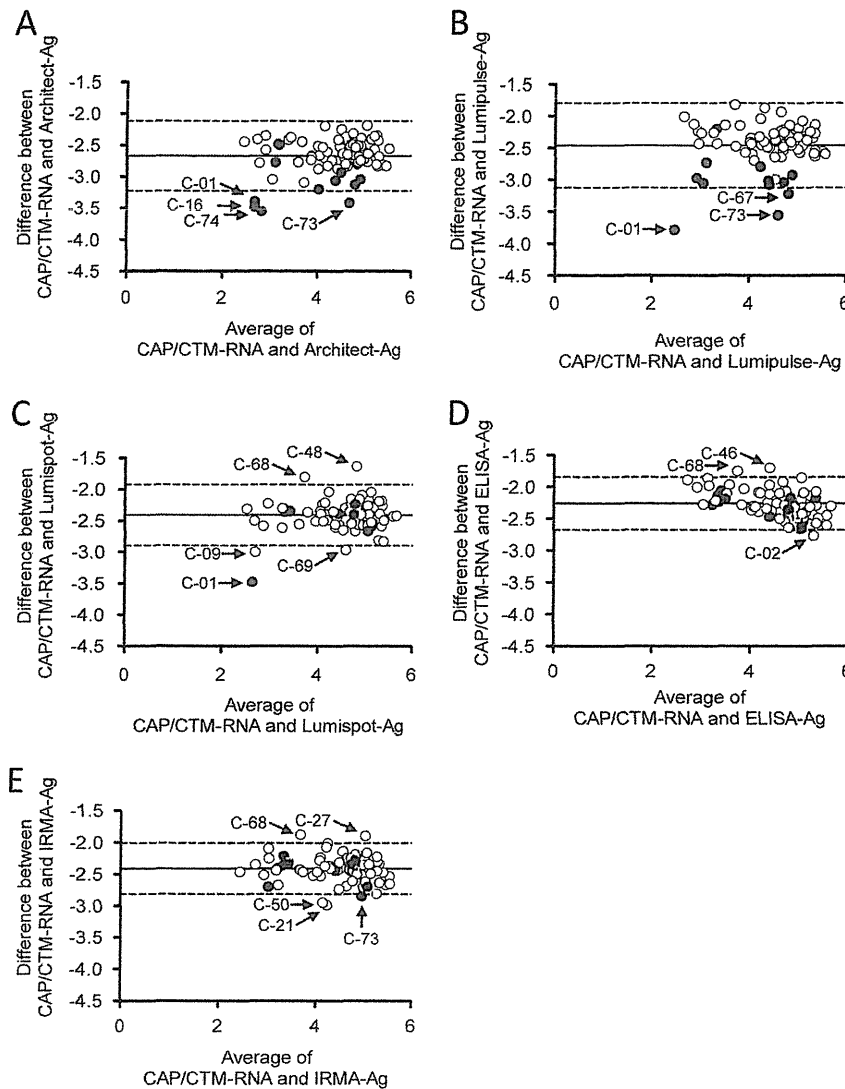 A
Difference between
CAP/CTM-RNA and Architect-Ag
-1.5
-2.0
-2.5
-3.0
-3.5
-4.0
-4.5
C-01
C-16
C-74
C-73
0 2 4 6
Average of
CAP/CTM-RNA and Architect-Ag
B
Difference between
CAP/CTM-RNA and Lumipulse-Ag
-1.5
-2.0
-2.5
-3.0
-3.5
-4.0
-4.5
C-67
C-73
C-01
0 2 4 6
Average of
CAP/CTM-RNA and Lumipulse-Ag
C
Difference between
CAP/CTM-RNA and Lumispot-Ag
-1.5
-2.0
-2.5
-3.0
-3.5
-4.0
-4.5
C-48
C-68
C-09
C-69
C-01
0 2 4 6
Average of
CAP/CTM-RNA and Lumispot-Ag
D
Difference between
CAP/CTM-RNA and ELISA-Ag
-1.5
-2.0
-2.5
-3.0
-3.5
-4.0
-4.5
C-46
C-68
C-02
0 2 4 6
Average of
CAP/CTM-RNA and ELISA-Ag
E
Difference between
CAP/CTM-RNA and IRMA-Ag
-1.5
-2.0
-2.5
-3.0
-3.5
-4.0
-4.5
C-68
C-27
C-50
C-21
C-73
0 2 4 6
Average of
CAP/CTM-RNA and IRMA-Ag